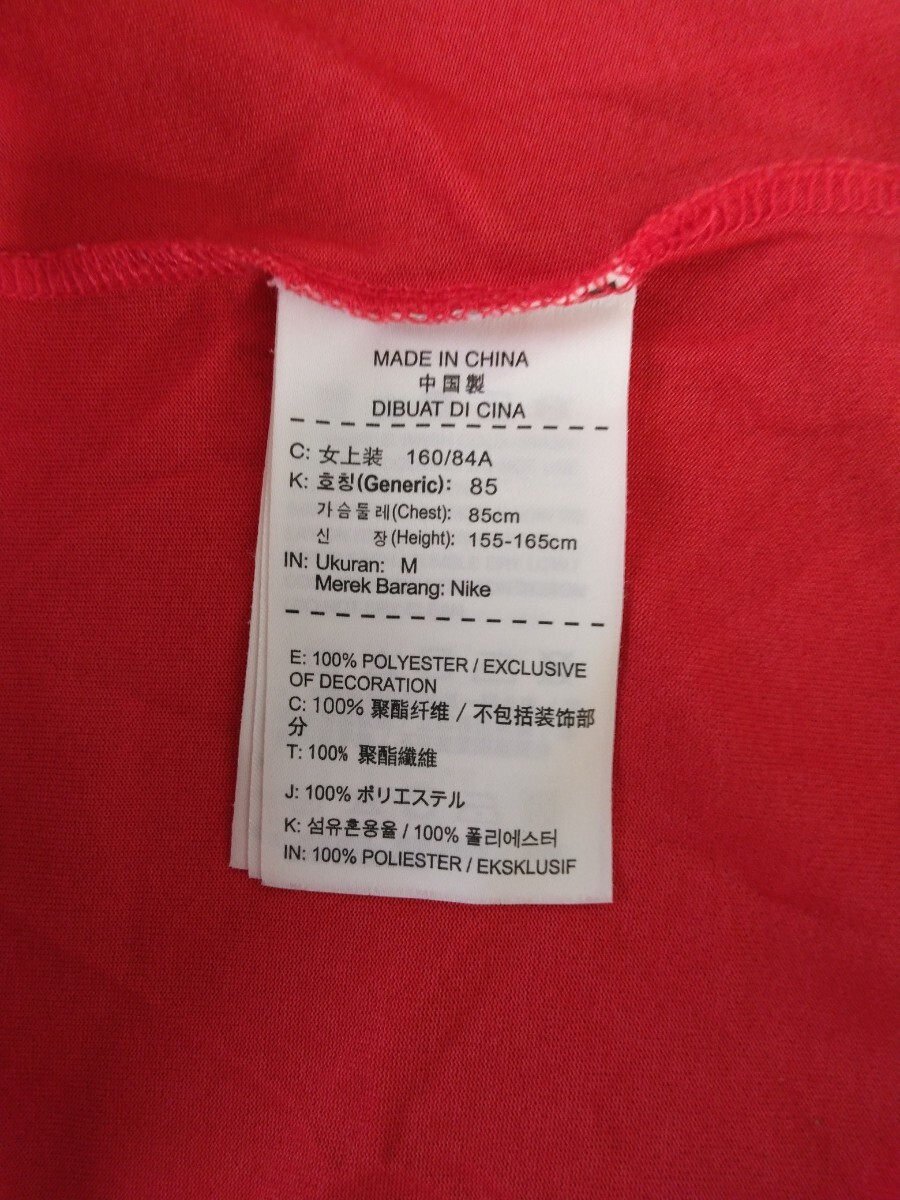 MADE IN CHINA
中国製
DIBUAT DI CINA
C: 女上装 160/84A
K: 호칭(Generic): 85
가슴둘레(Chest): 85cm
신 장(Height): 155-165cm
IN: Ukuran: M
Merek Barang: Nike
E: 100% POLYESTER / EXCLUSIVE
OF DECORATION
C: 100% 聚酯纤维 / 不包括装饰部
分
T: 100% 聚酯纖維
J: 100% ポリエステル
K: 섬유혼용율 / 100% 폴리에스터
IN: 100% POLIESTER / EKSKLUSIF